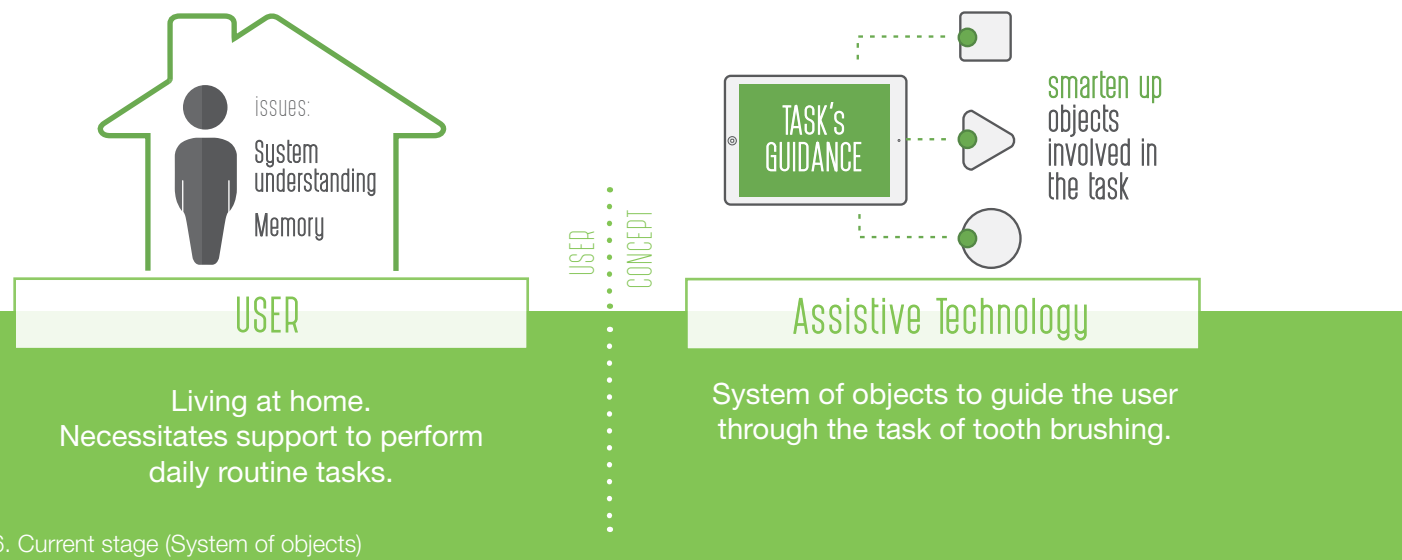 issues:
System
understanding
Memory
USER
Living at home.
Necessitates support to perform
daily routine tasks.
USER
CONCEPT
TASK's
GUIDANCE
smarten up
objects
involved in
the task
Assistive Technology
System of objects to guide the user
through the task of tooth brushing.
. Current stage (System of objects)